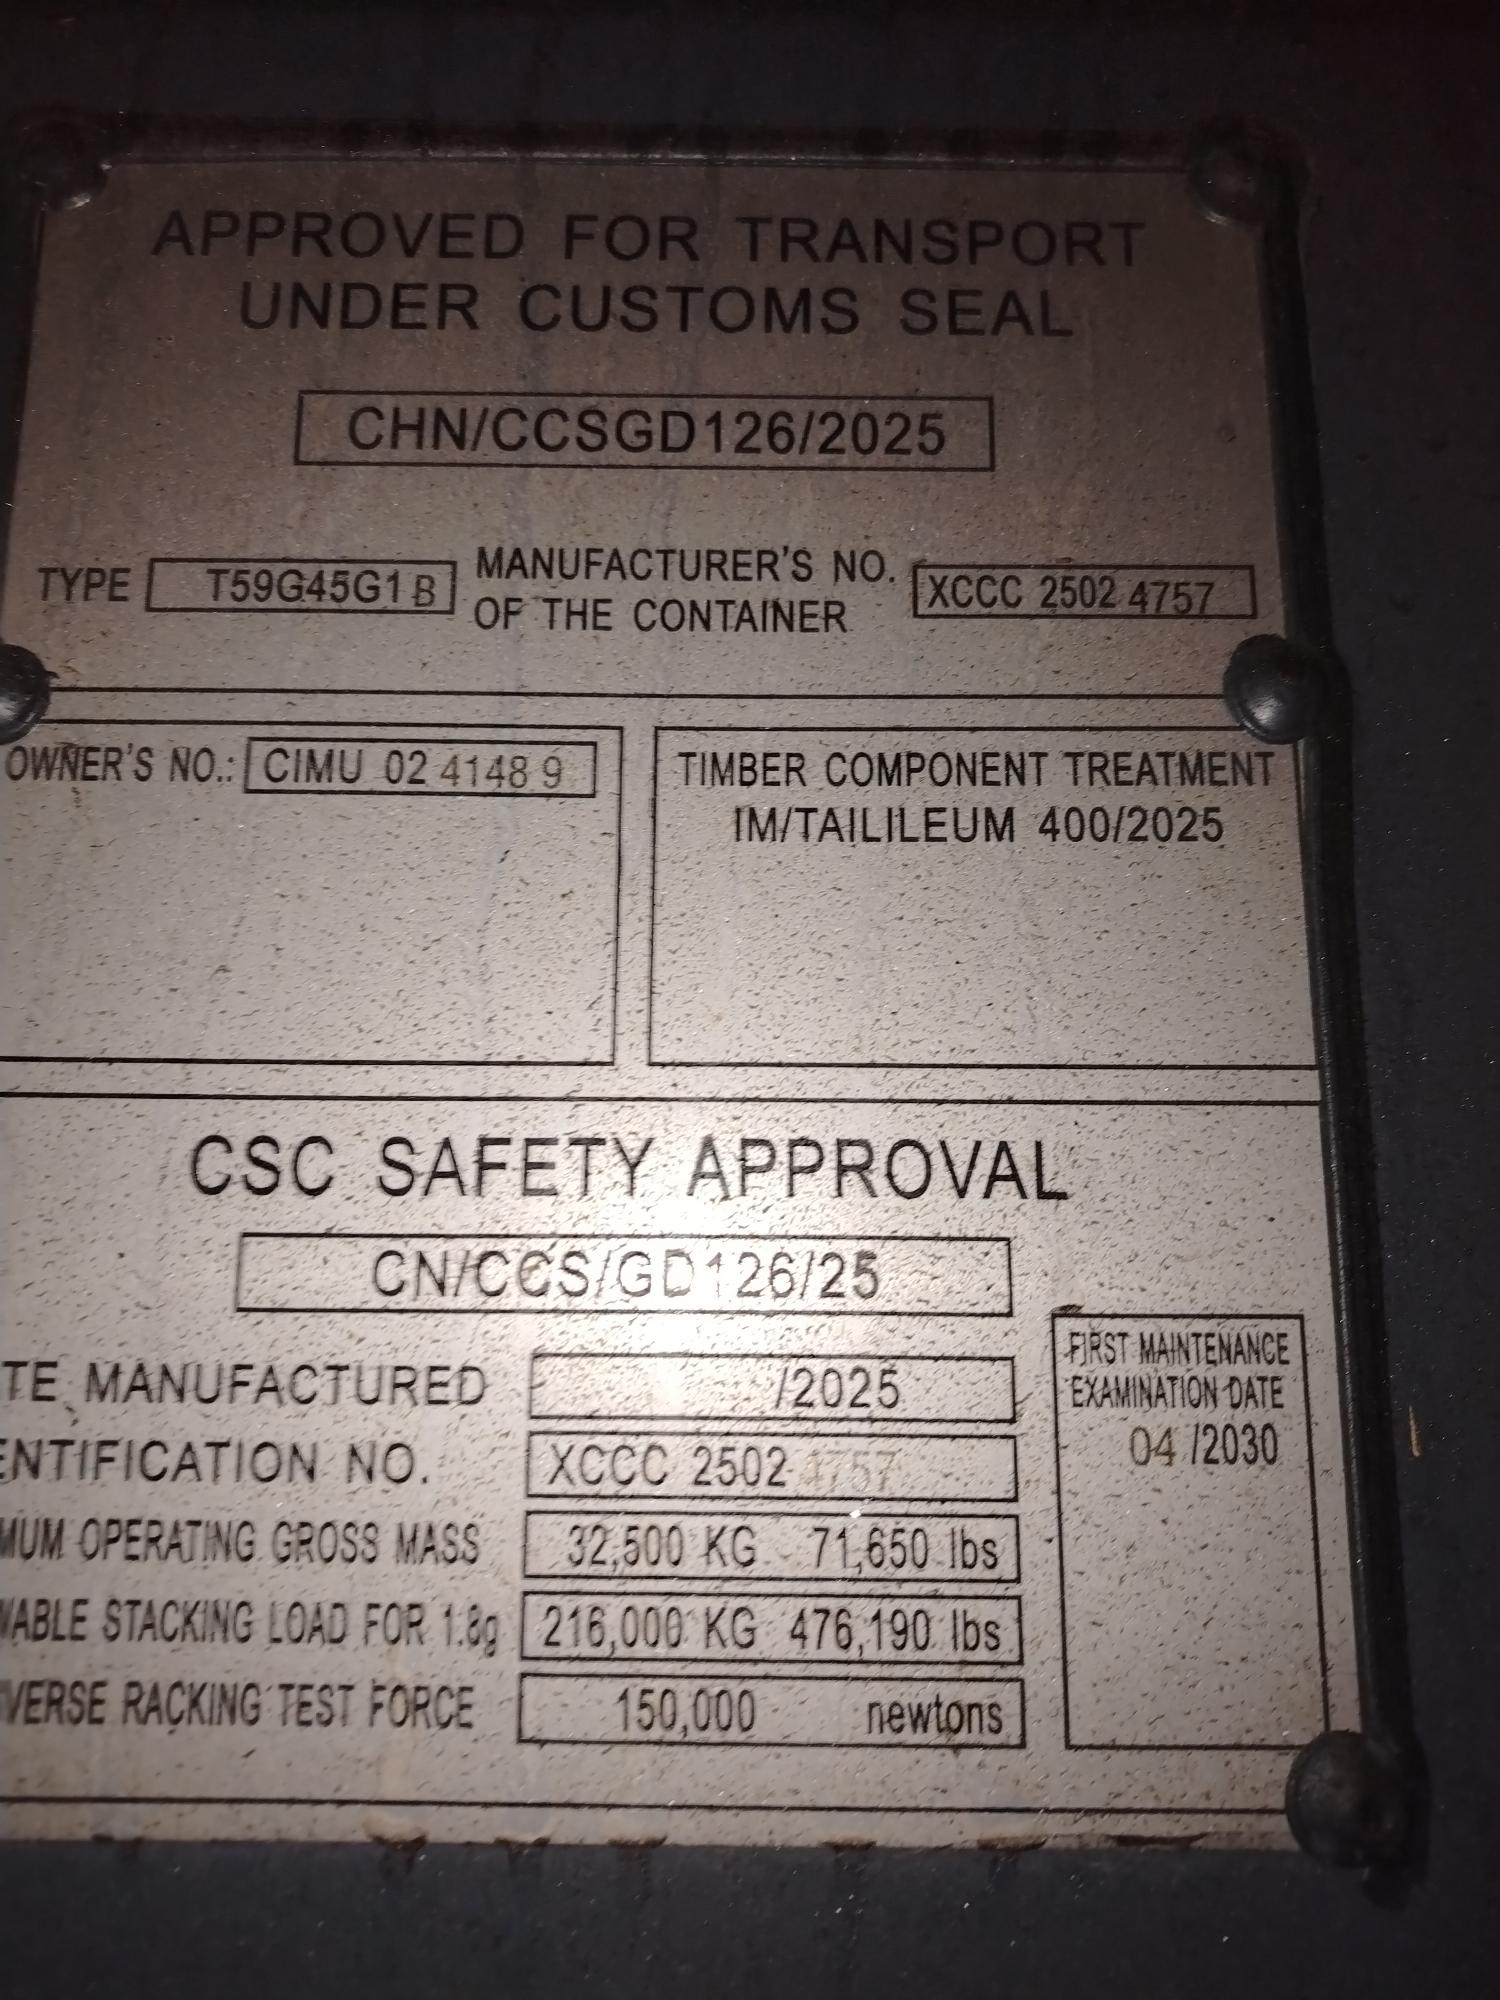 APPROVED FOR TRANSPORT
UNDER CUSTOMS SEAL
CHN/CCSGD126/2025
TYPE T59G45G1B MANUFACTURER'S NO. OF THE CONTAINER XCCC 2502 4757
OWNER'S NO.: CIMU 02 4148 9
TIMBER COMPONENT TREATMENT
IM/TAILILEUM 400/2025
CSC SAFETY APPROVAL
CN/CCS/GD126/25
TE MANUFACTURED /2025
ENTIFICATION NO. XCCC 2502 4757
MUM OPERATING GROSS MASS 32,500 KG 71,650 lbs
WABLE STACKING LOAD FOR 1.8g 216,000 KG 476,190 lbs
VERSE RACKING TEST FORCE 150,000 newtons
FIRST MAINTENANCE
EXAMINATION DATE
04 /2030